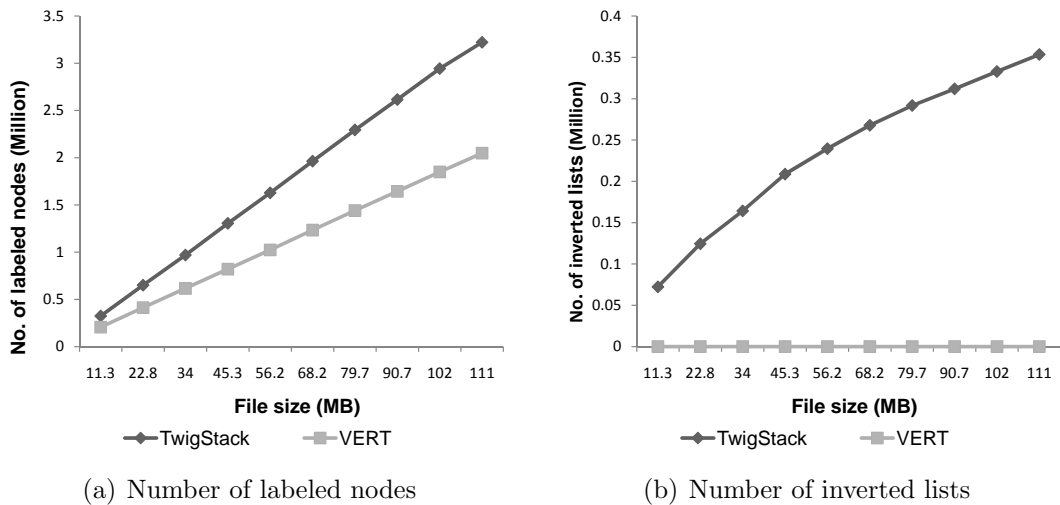 No. of labeled nodes (Million)
3.5
3
2.5
2
1.5
1
0.5
0
11.3 22.8 34 45.3 56.2 68.2 79.7 90.7 102 111
File size (MB)
TwigStack VERT
(a) Number of labeled nodes
No. of inverted lists (Million)
0.4
0.35
0.3
0.25
0.2
0.15
0.1
0.05
0
11.3 22.8 34 45.3 56.2 68.2 79.7 90.7 102 111
File size (MB)
TwigStack VERT
(b) Number of inverted lists